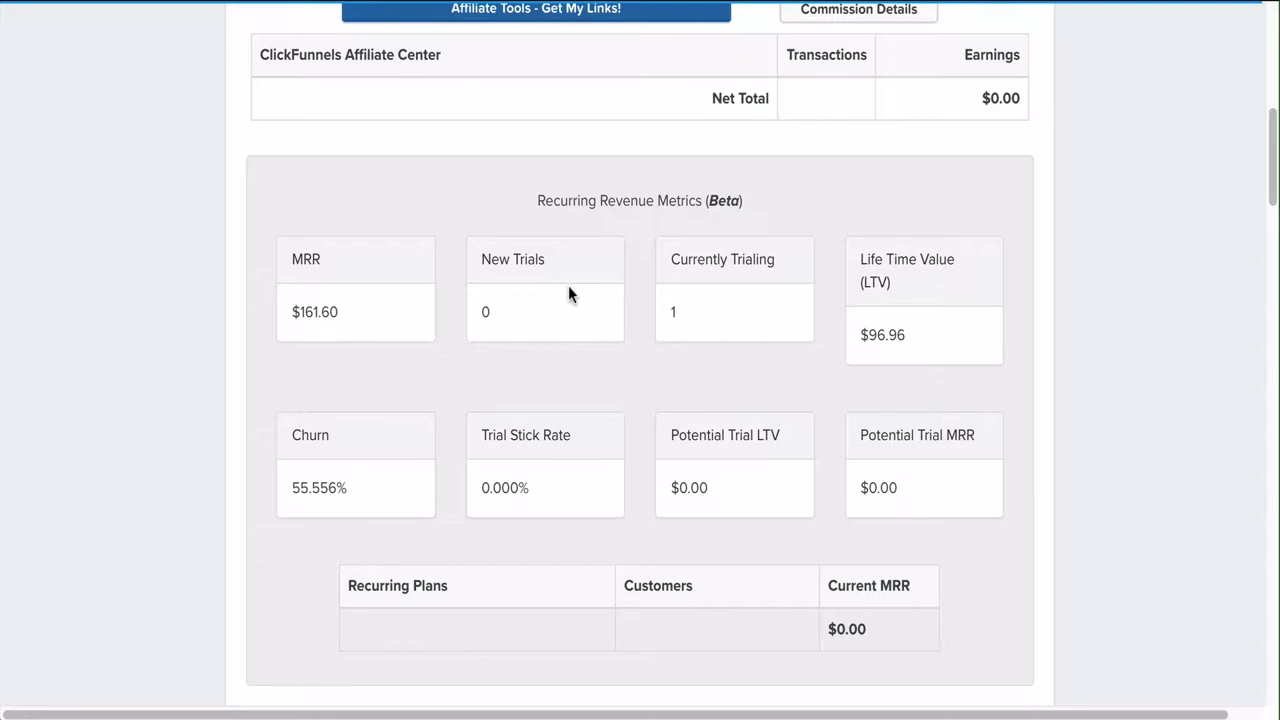 Affiliate Tools - Get My Links!
Commission Details
ClickFunnels Affiliate Center
Transactions
Earnings
Net Total
$0.00
Recurring Revenue Metrics (Beta)
MRR
New Trials
Currently Trialing
Life Time Value
(LTV)
$161.60
0
1
$96.96
Churn
Trial Stick Rate
Potential Trial LTV
Potential Trial MRR
55.556%
0.000%
$0.00
$0.00
Recurring Plans
Customers
Current MRR
$0.00